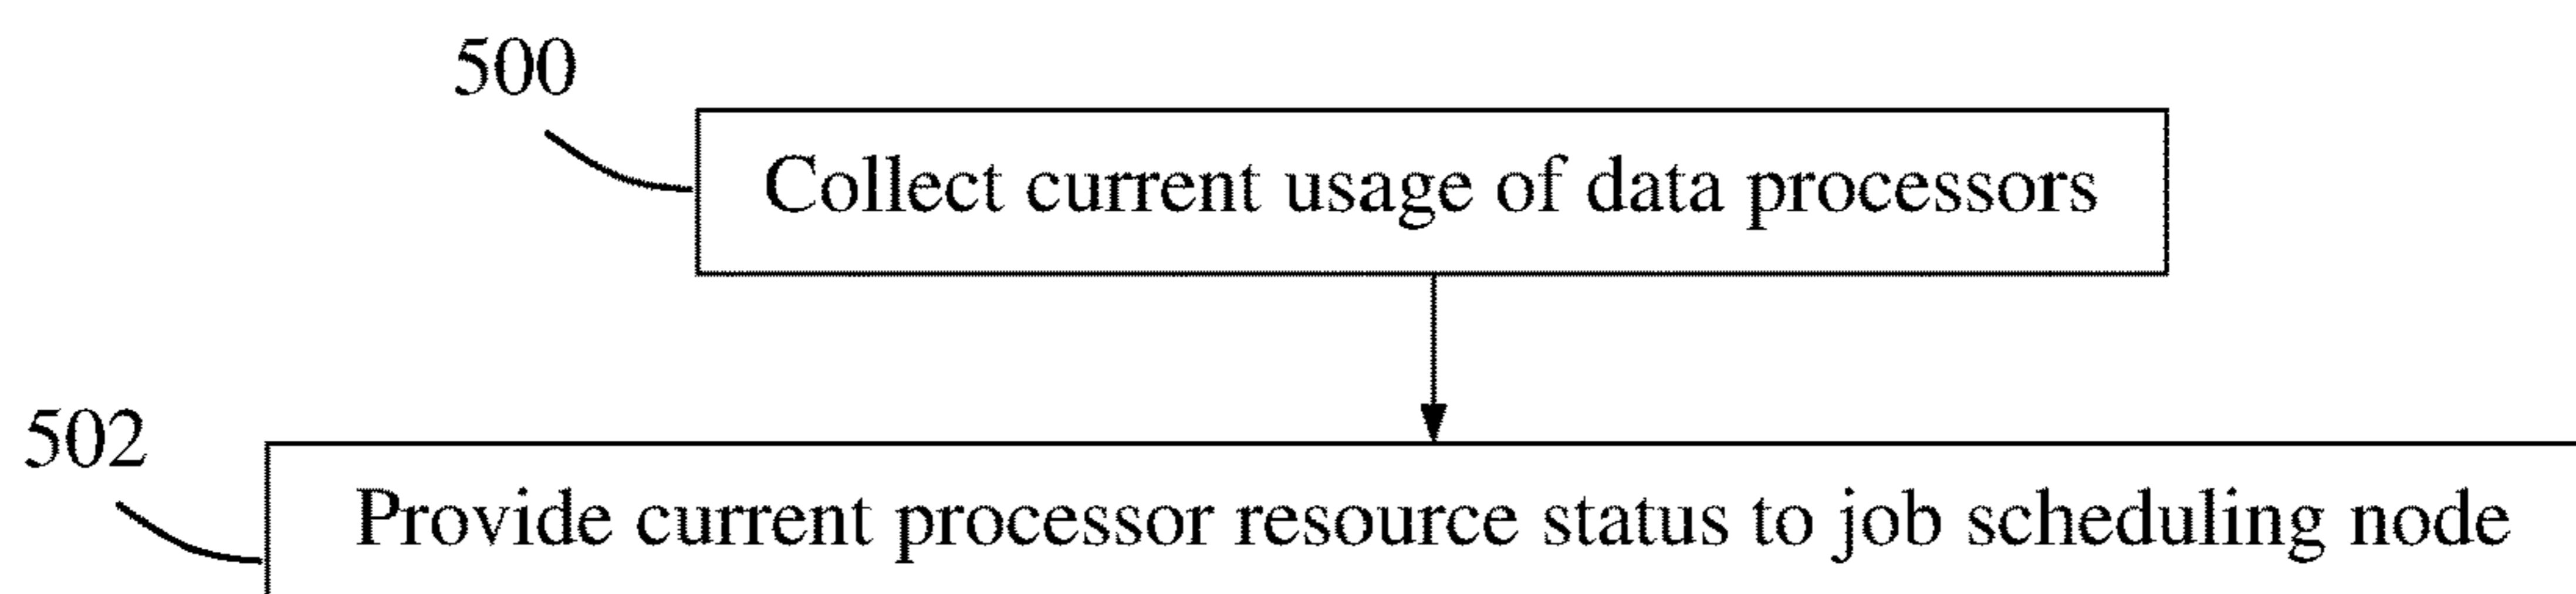 500
Collect current usage of data processors
502
Provide current processor resource status to job scheduling node